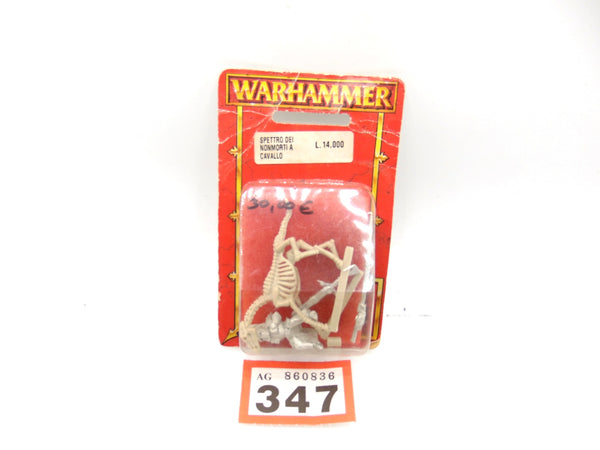 WARHAMMER
SPETTRO DEI
NONMORTI A
CAVALLO
L. 14,000
30,00 €
AG 860836
347